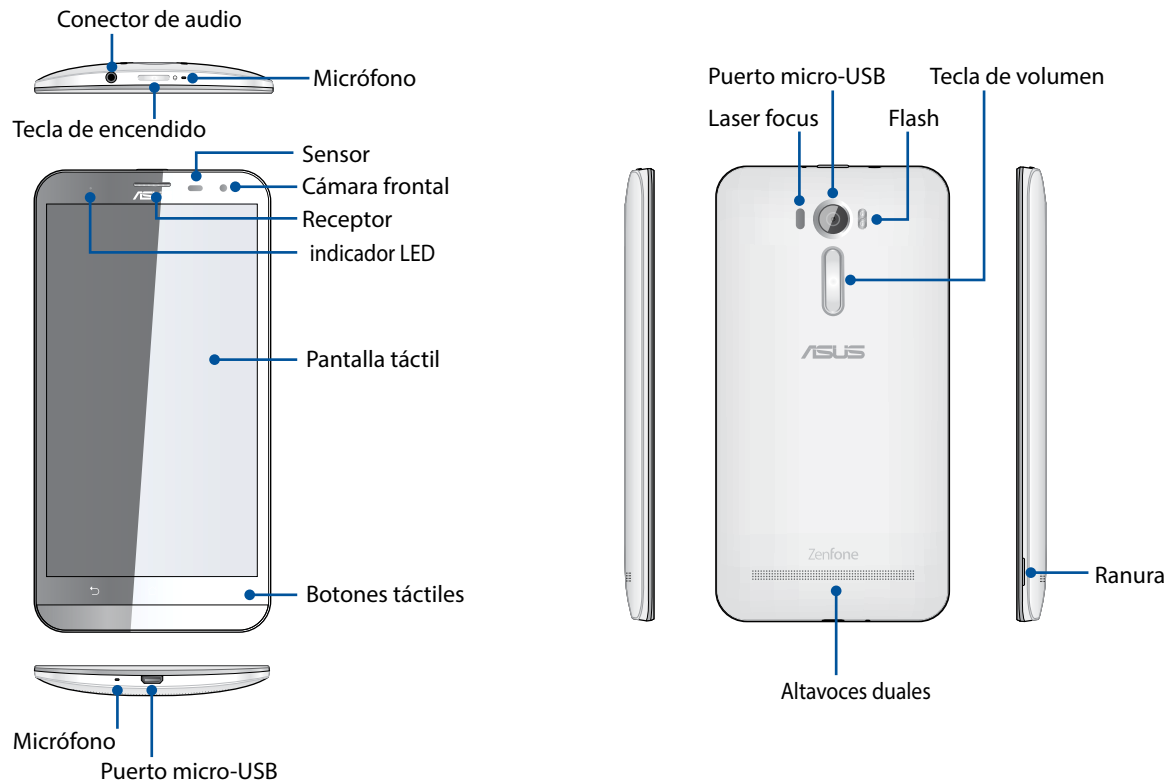 Conector de audio
Micrófono
Tecla de encendido
Sensor
Cámara frontal
Receptor
indicador LED
Pantalla táctil
Botones táctiles
Micrófono
Puerto micro-USB
Puerto micro-USB
Tecla de volumen
Laser focus
Flash
ASUS
Zenfone
Ranura
Altavoces duales